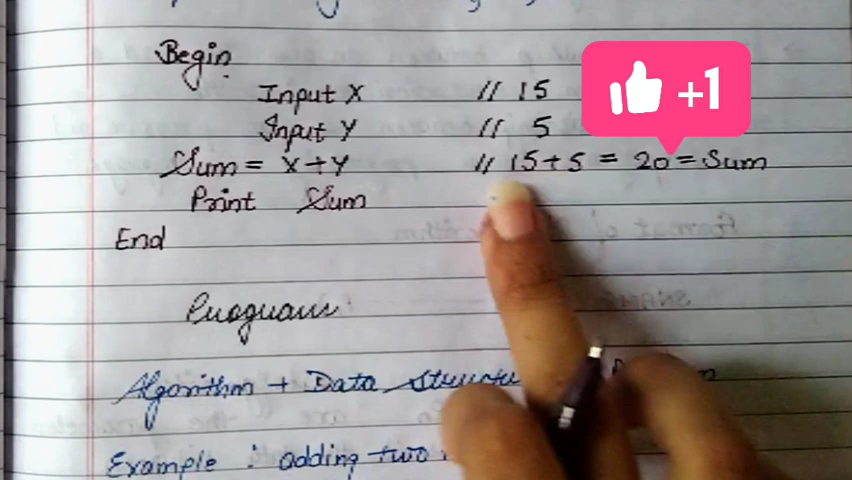 Begin
Input X // 15
Input Y // 5
Sum = X+Y // 15+5 = 20 = Sum
Print Sum
End
Program
Algorithm + Data
Example : adding two
+1